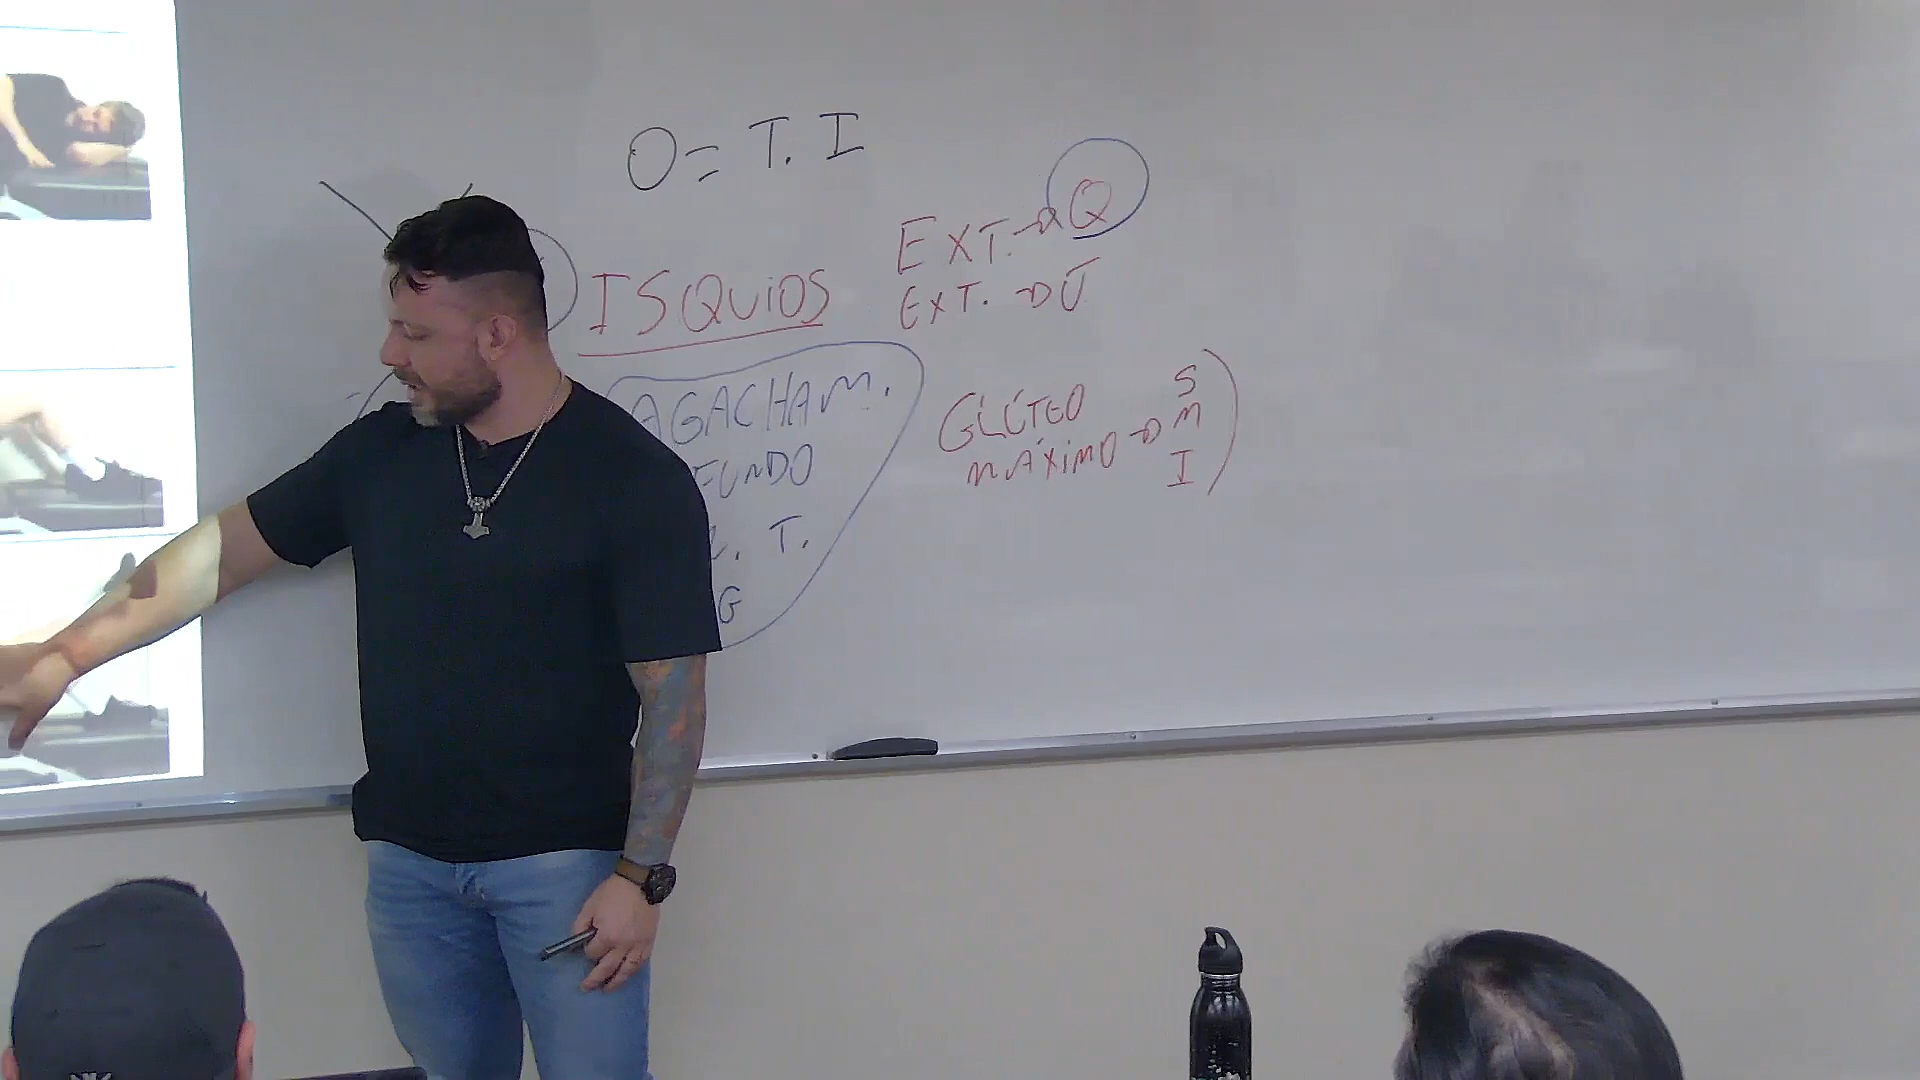 O = T. I
ISQUIOS
EXT. → Q
EXT. → J
AGACHAM.
FUNDO
T.
G
GLÚTEO
MÁXIMO → S
M
I